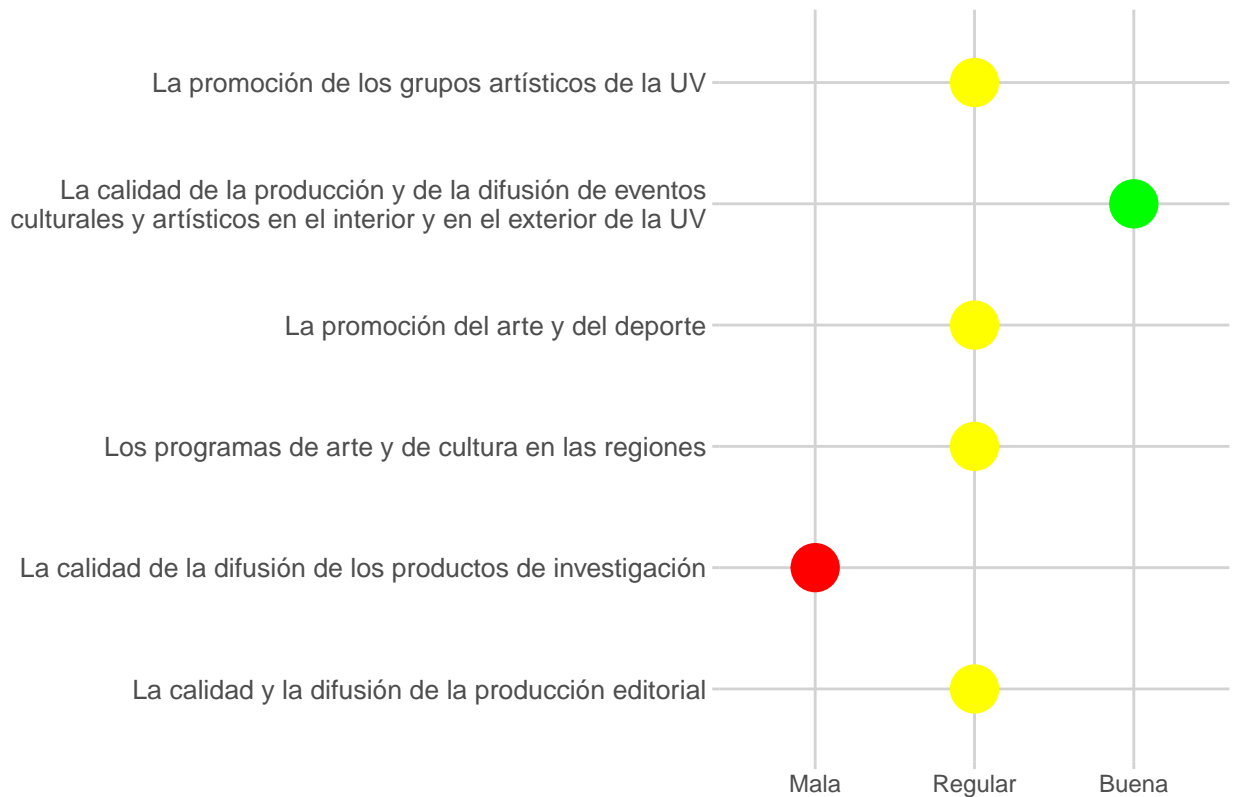 La promoción de los grupos artísticos de la UV
La calidad de la producción y de la difusión de eventos
culturales y artísticos en el interior y en el exterior de la UV
La promoción del arte y del deporte
Los programas de arte y de cultura en las regiones
La calidad de la difusión de los productos de investigación
La calidad y la difusión de la producción editorial
Mala Regular Buena